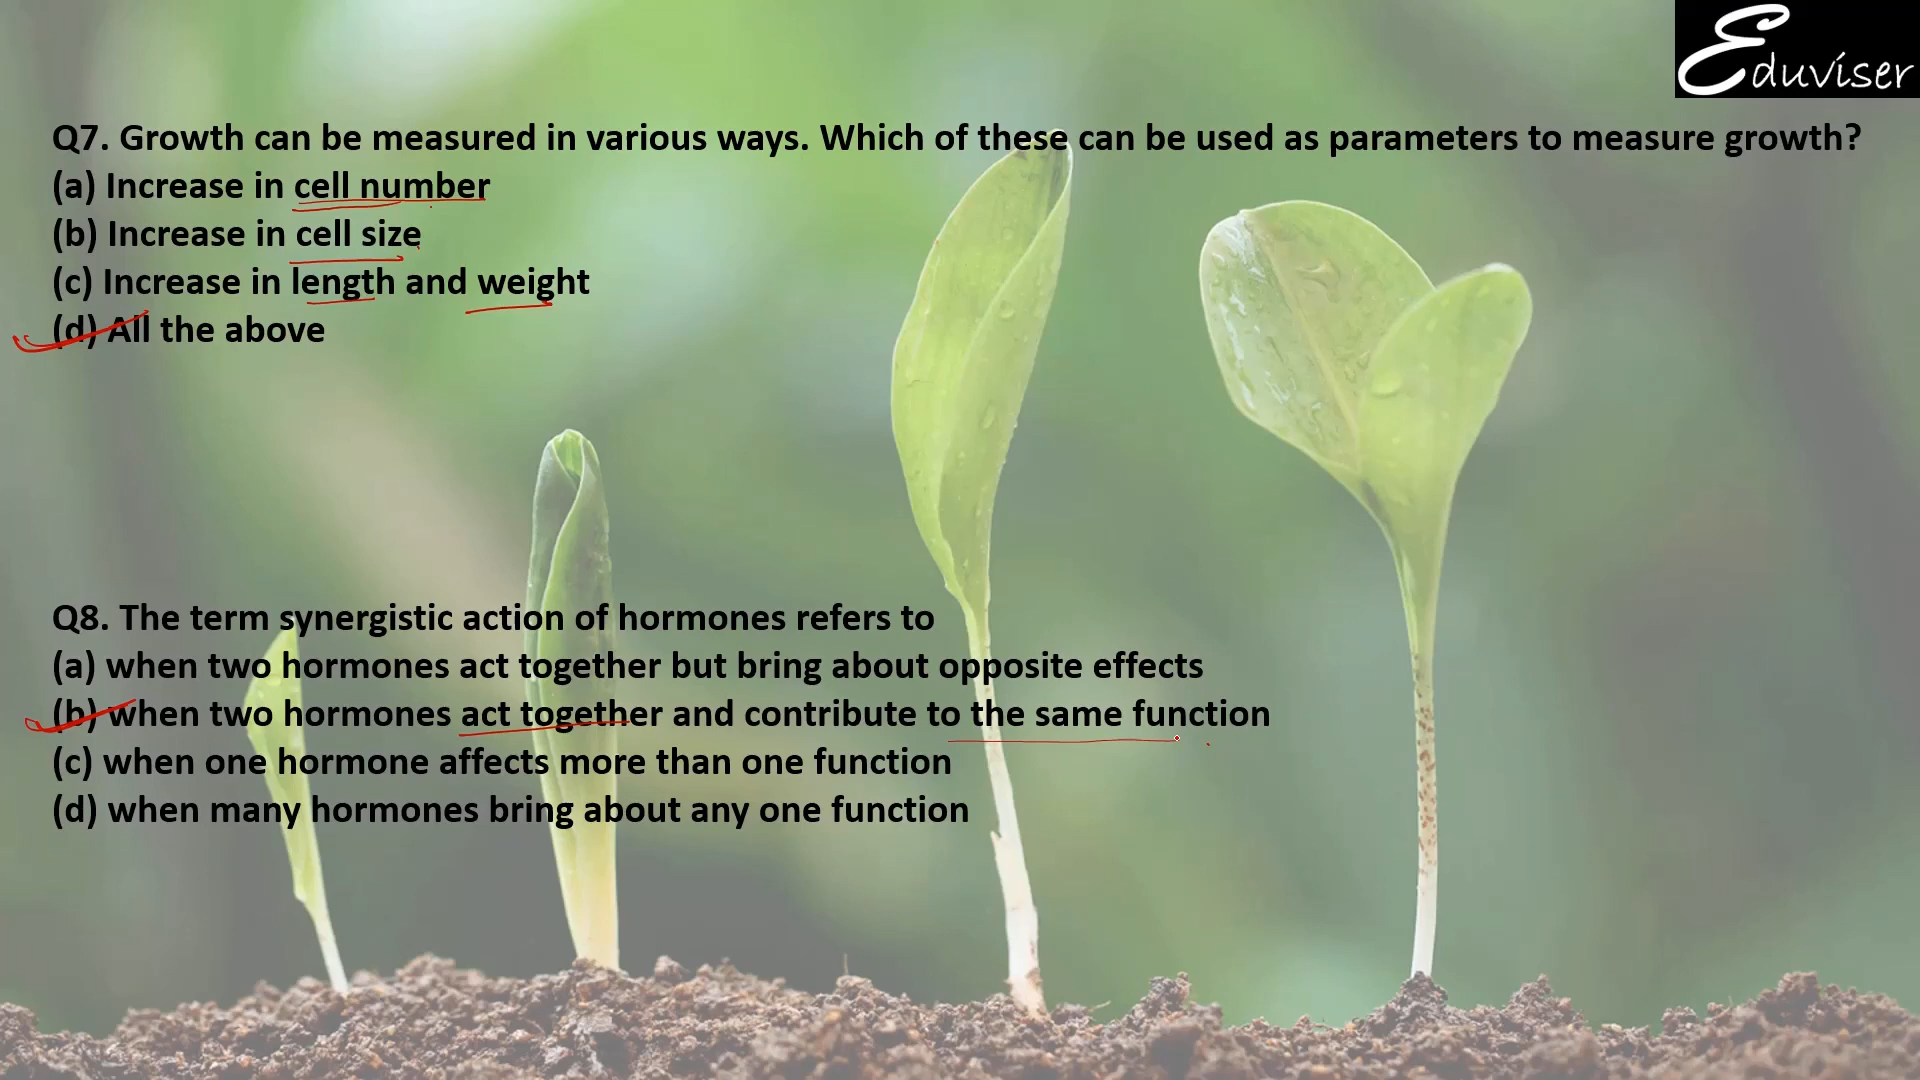 Eduviser
Q7. Growth can be measured in various ways. Which of these can be used as parameters to measure growth?
(a) Increase in cell number
(b) Increase in cell size
(c) Increase in length and weight
(d) All the above
Q8. The term synergistic action of hormones refers to
(a) when two hormones act together but bring about opposite effects
(b) when two hormones act together and contribute to the same function
(c) when one hormone affects more than one function
(d) when many hormones bring about any one function